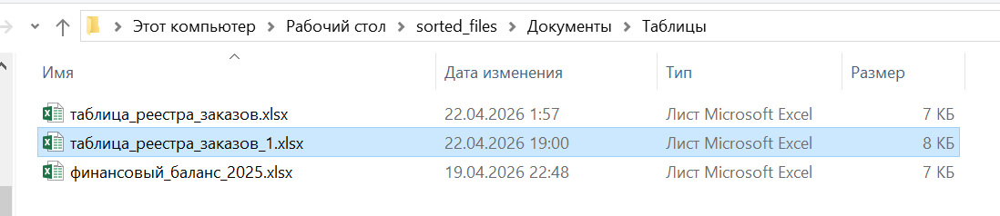 Этот компьютер > Рабочий стол > sorted_files > Документы > Таблицы
Имя Дата изменения Тип Размер
таблица_реестра_заказов.xlsx 22.04.2026 1:57 Лист Microsoft Excel 7 КБ
таблица_реестра_заказов_1.xlsx 22.04.2026 19:00 Лист Microsoft Excel 8 КБ
финансовый_баланс_2025.xlsx 19.04.2026 22:48 Лист Microsoft Excel 7 КБ